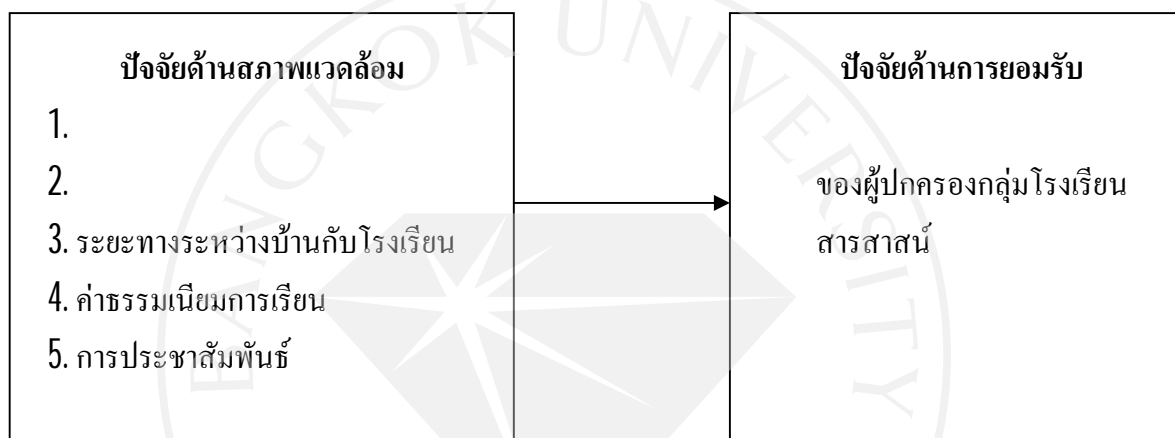 ปัจจัยด้านสภาพแวดล้อม
1.
2.
3. ระยะทางระหว่างบ้านกับโรงเรียน
4. ค่าธรรมเนียมการเรียน
5. การประชาสัมพันธ์
ปัจจัยด้านการยอมรับ
ของผู้ปกครองกลุ่มโรงเรียน
สารสาสน์
BANGKOK UNIVERSITY